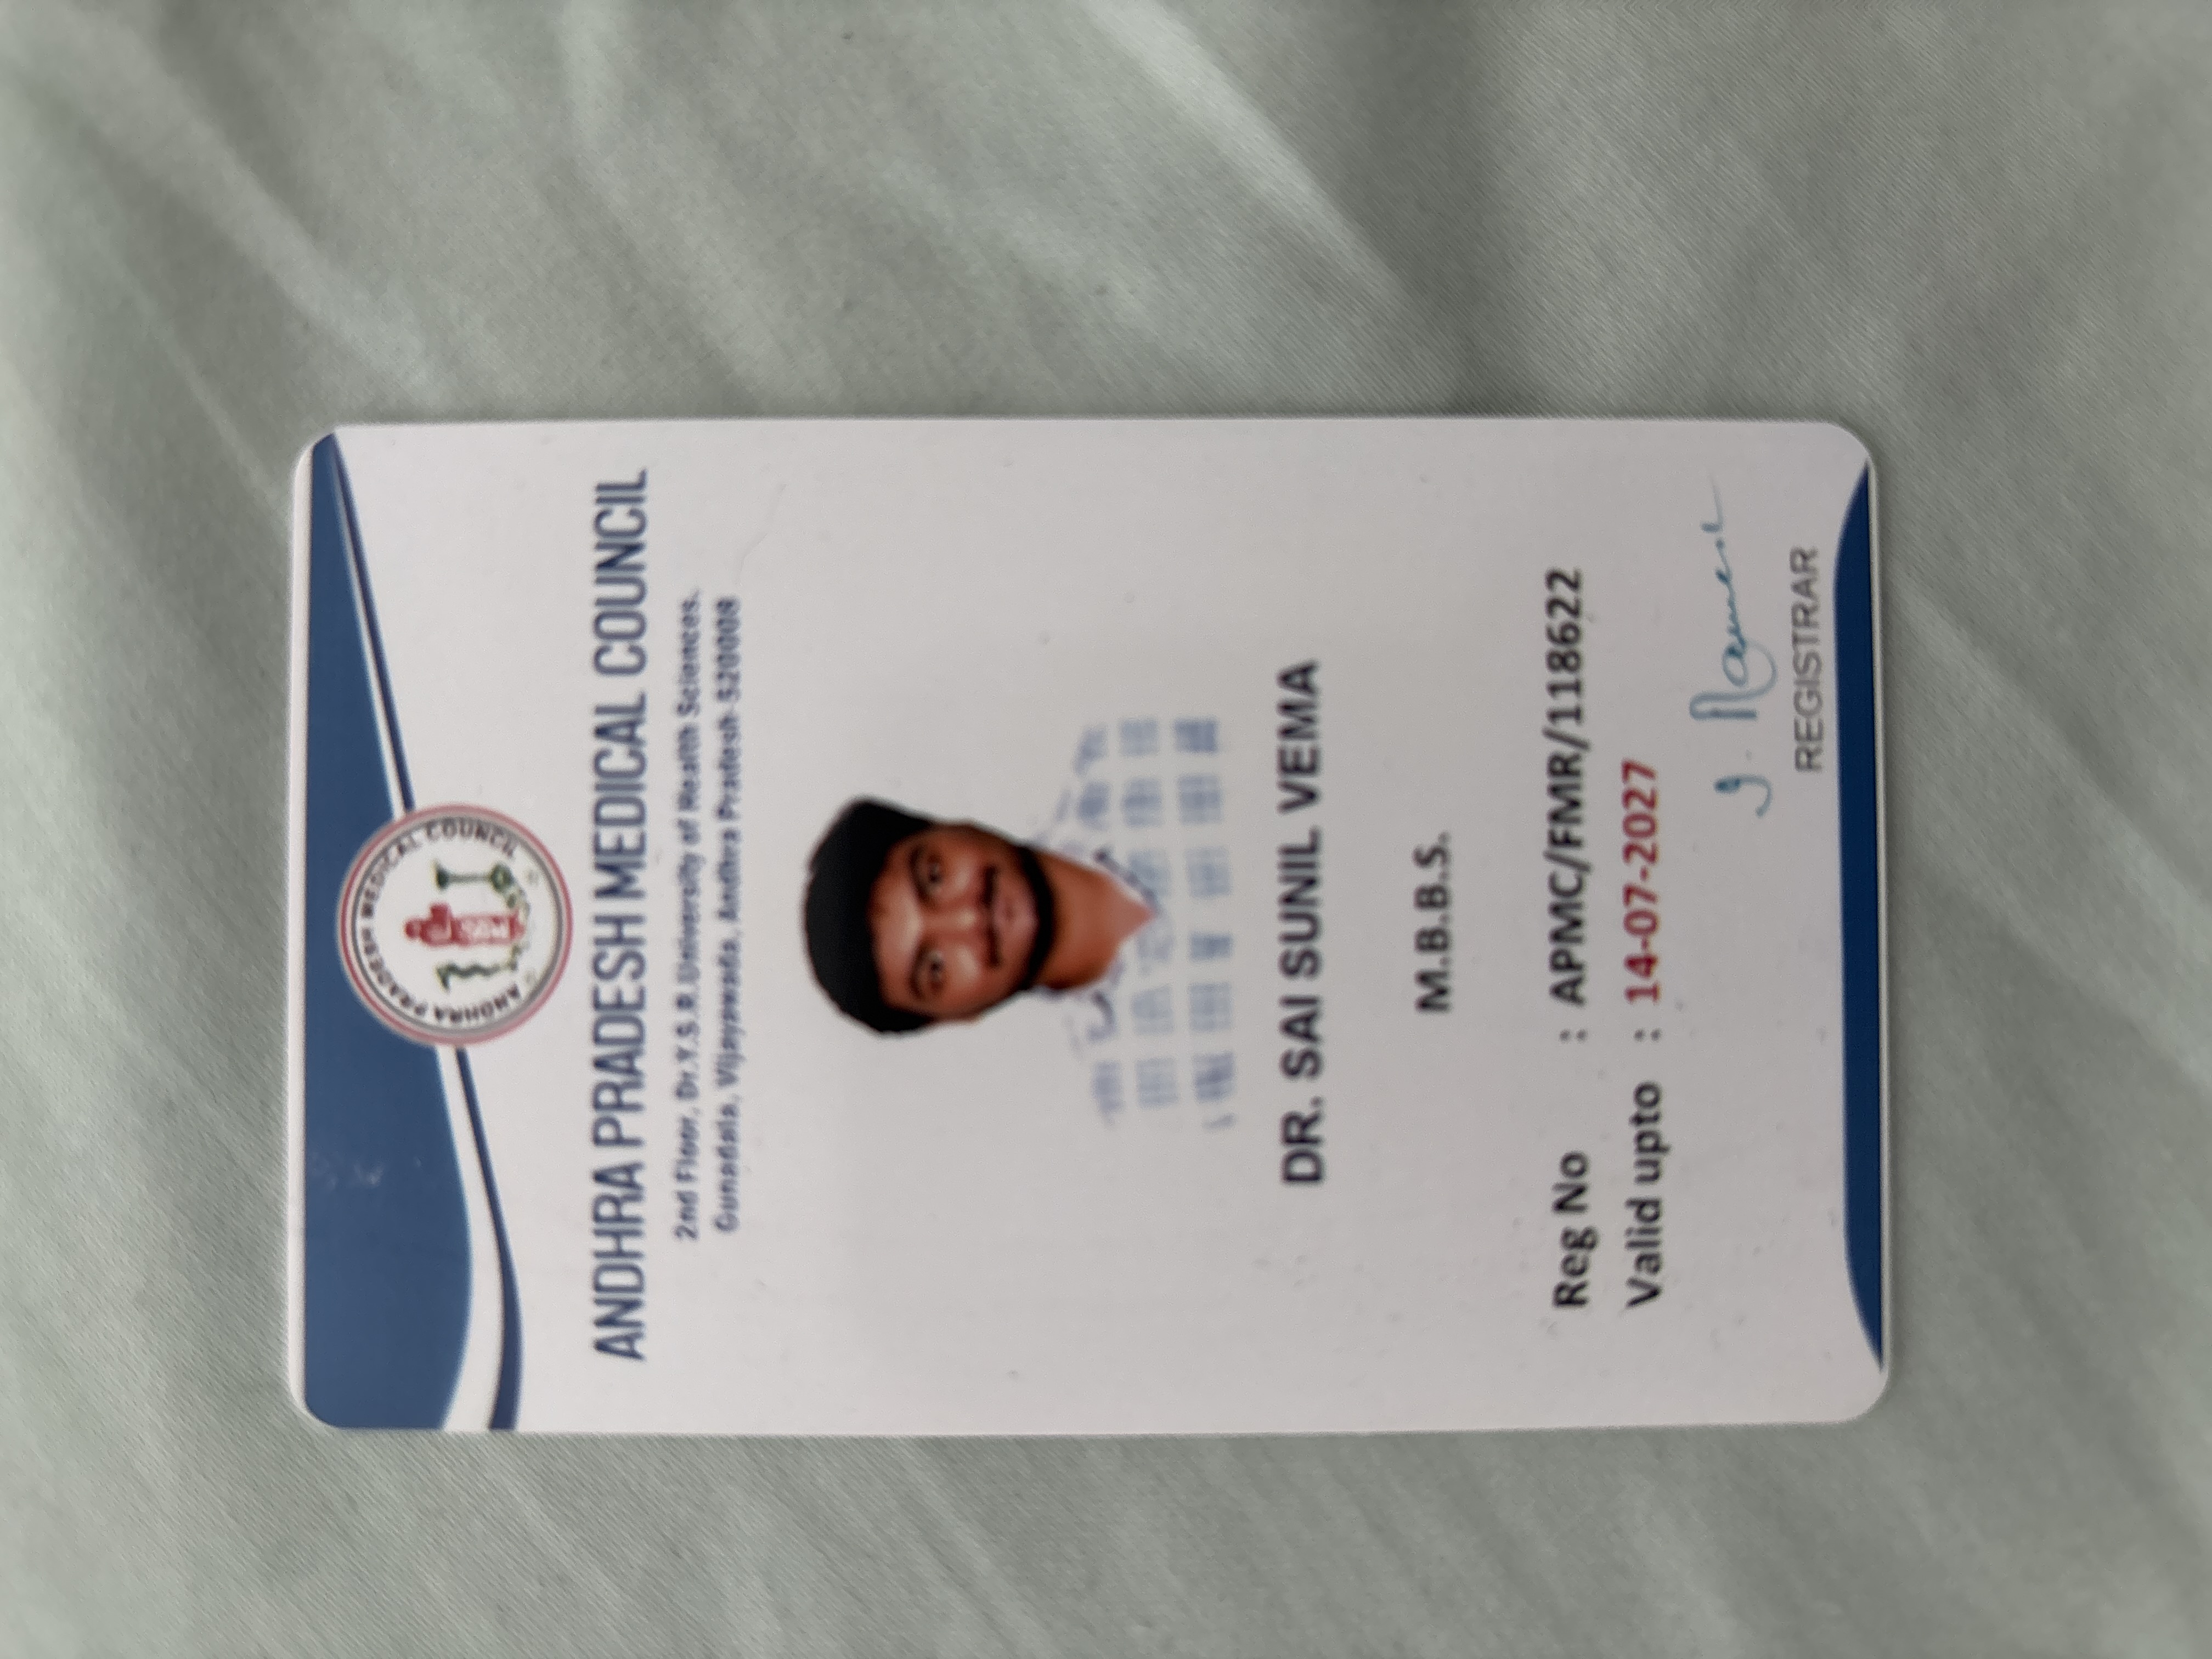 ANDHRA PRADESH MEDICAL COUNCIL
ANDHRA PRADESH MEDICAL COUNCIL
2nd Floor, Dr.Y.S.R.University of Health Sciences,
Gunadala, Vijayawada, Andhra Pradesh-520008
DR. SAI SUNIL VEMA
M.B.B.S.
Reg No : APMC/FMR/118622
Valid upto : 14-07-2027
REGISTRAR